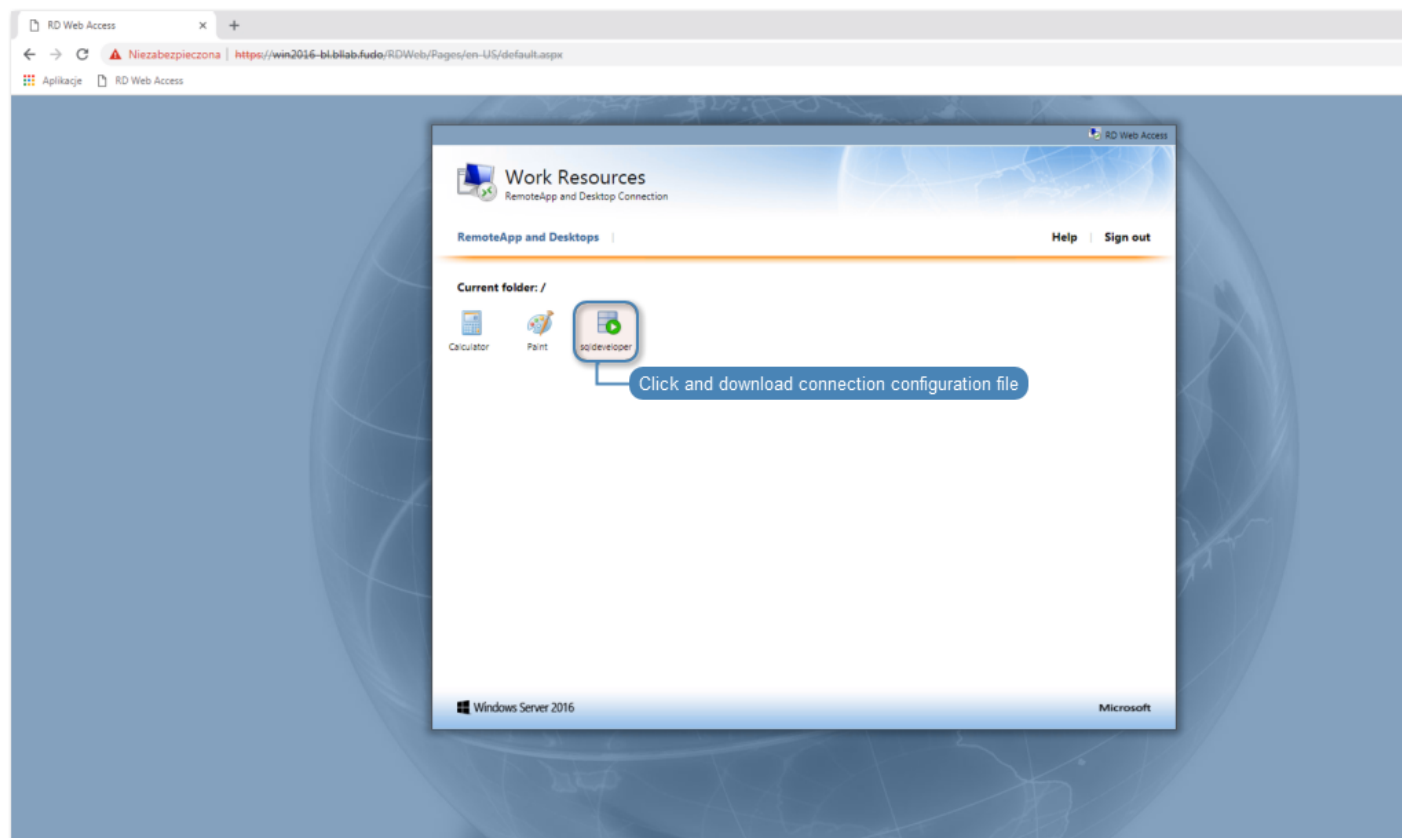 RD Web Access
Niezabezpieczona https://win2016-bl.bllab.fudo/RDWeb/Pages/en-US/default.aspx
Aplikacje RD Web Access
RD Web Access
Work Resources
RemoteApp and Desktop Connection
RemoteApp and Desktops Help Sign out
Current folder: /
Calculator Paint sqldeveloper
Click and download connection configuration file
Windows Server 2016 Microsoft